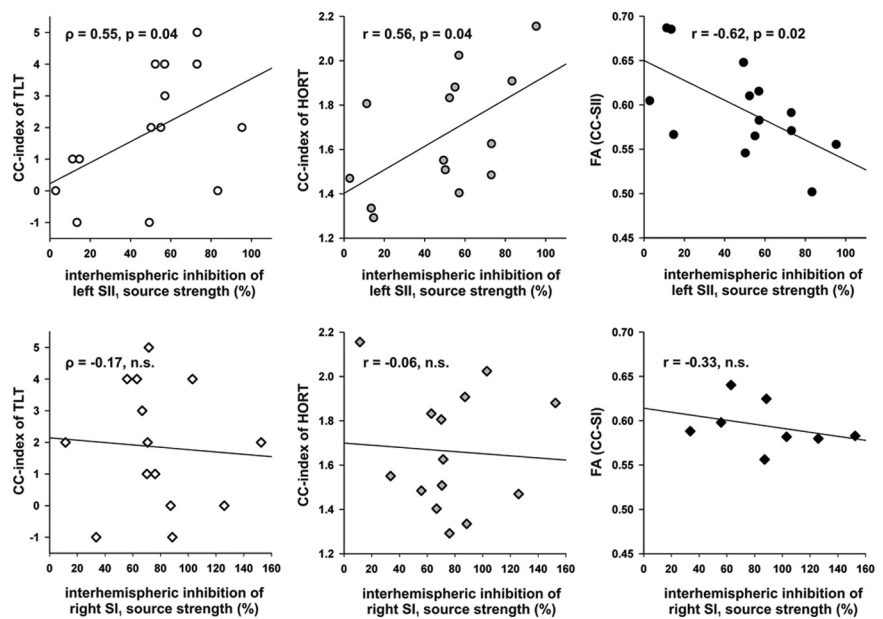 ρ = 0.55, p = 0.04
CC-index of TLT
5
4
3
2
1
0
-1
0 20 40 60 80 100
interhemispheric inhibition of
left SII, source strength (%)
r = 0.56, p = 0.04
CC-index of HORT
2.2
2.0
1.8
1.6
1.4
1.2
0 20 40 60 80 100
interhemispheric inhibition of
left SII, source strength (%)
r = -0.62, p = 0.02
FA (CC-SII)
0.70
0.65
0.60
0.55
0.50
0.45
0 20 40 60 80 100
interhemispheric inhibition of
left SII, source strength (%)
ρ = -0.17, n.s.
CC-index of TLT
5
4
3
2
1
0
-1
0 20 40 60 80 100 120 140 160
interhemispheric inhibition of
right SI, source strength (%)
r = -0.06, n.s.
CC-index of HORT
2.2
2.0
1.8
1.6
1.4
1.2
0 20 40 60 80 100 120 140 160
interhemispheric inhibition of
right SI, source strength (%)
r = -0.33, n.s.
FA (CC-SI)
0.70
0.65
0.60
0.55
0.50
0.45
0 20 40 60 80 100 120 140 160
interhemispheric inhibition of
right SI, source strength (%)